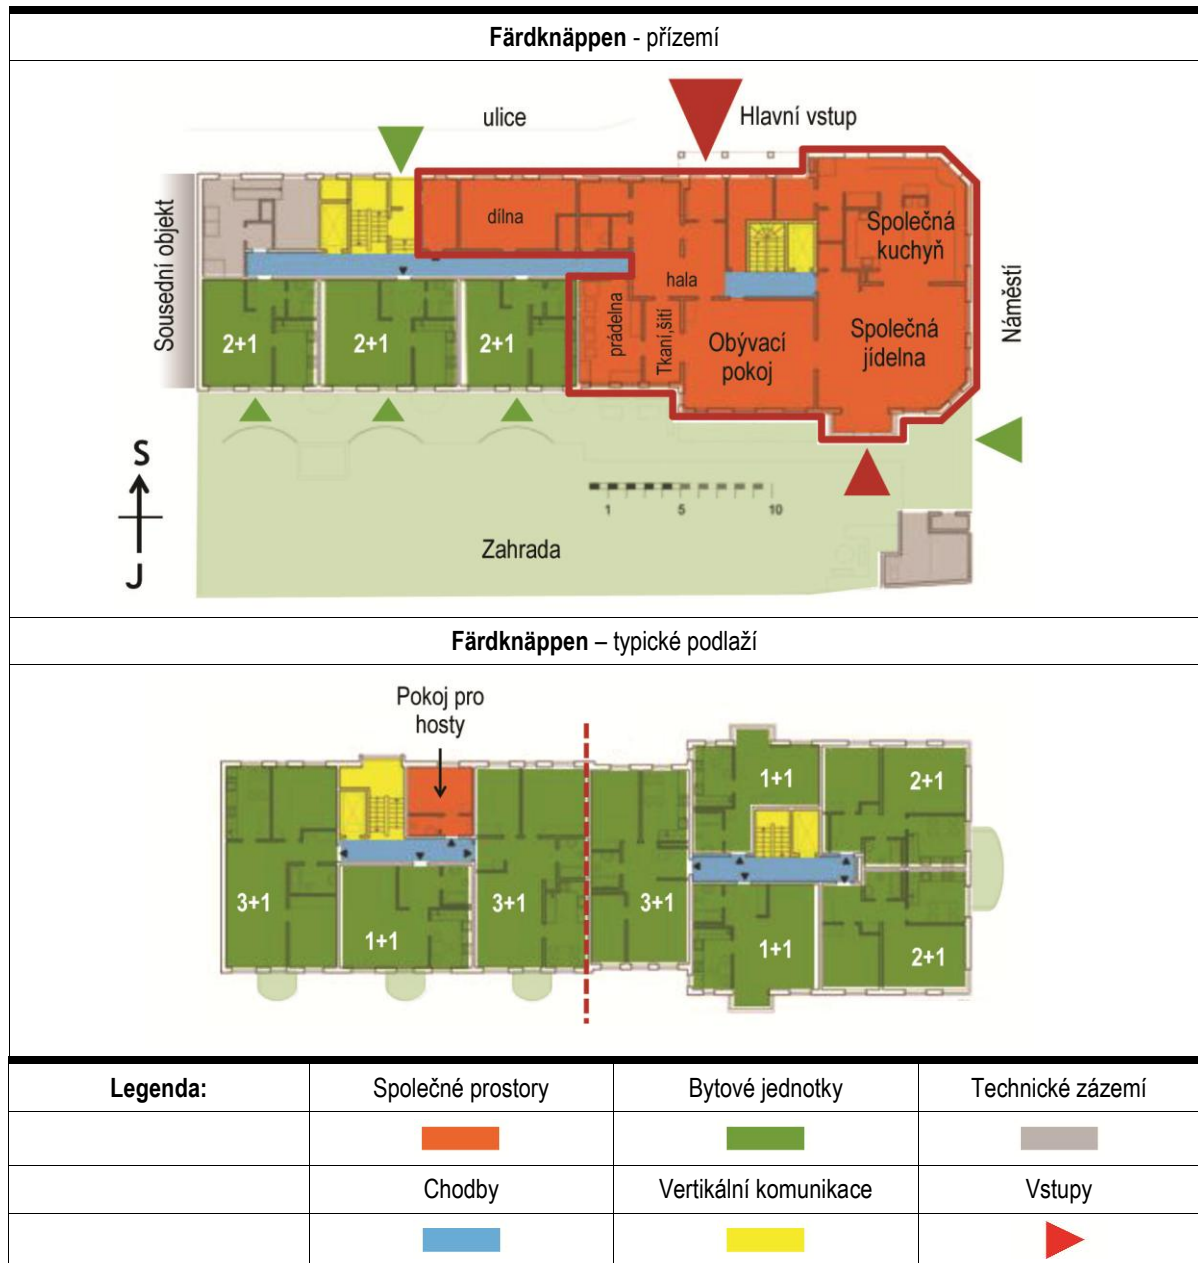 Färdknäppen - přízemí
ulice
Hlavní vstup
Sousední objekt
dílna
Společná
kuchyň
hala
Náměstí
prádelna
Tkaní,šití
Obývací
pokoj
Společná
jídelna
2+1
2+1
2+1
S
J
1
5
10
Zahrada
Färdknäppen – typické podlaží
Pokoj pro
hosty
1+1
2+1
3+1
1+1
3+1
3+1
1+1
2+1
Legenda:
Společné prostory
Bytové jednotky
Technické zázemí
Chodby
Vertikální komunikace
Vstupy